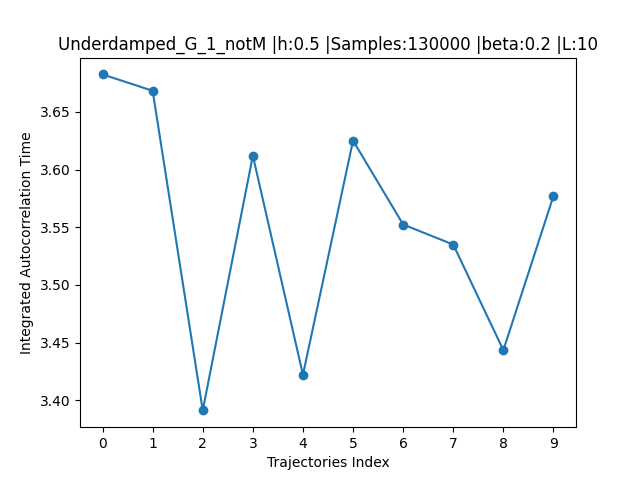 Underdamped_G_1_notM |h:0.5 |Samples:130000 |beta:0.2 |L:10
Integrated Autocorrelation Time
3.65
3.60
3.55
3.50
3.45
3.40
0 1 2 3 4 5 6 7 8 9
Trajectories Index